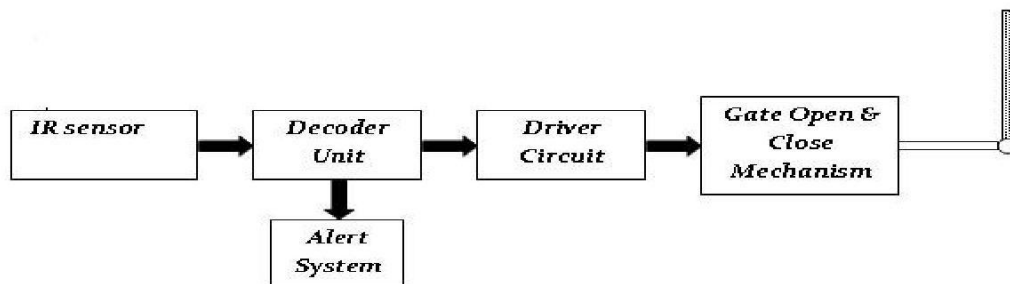 IR sensor
Decoder
Unit
Driver
Circuit
Gate Open &
Close
Mechanism
Alert
System